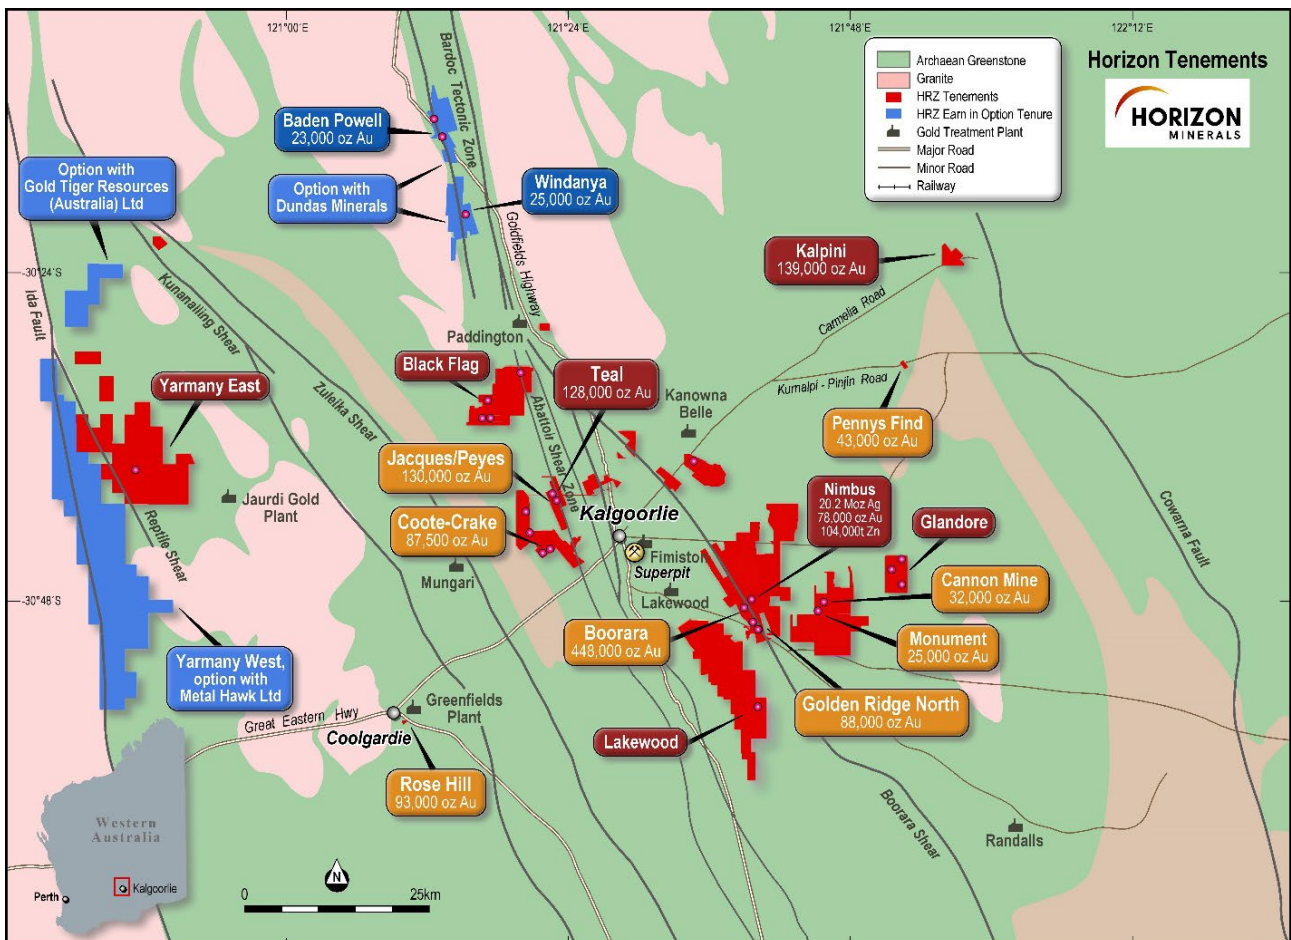 121°00´E
121°24´E
121°48´E
122°12´E
Archaean Greenstone
Granite
HRZ Tenements
HRZ Earn in Option Tenure
Gold Treatment Plant
Major Road
Minor Road
Railway
Horizon Tenements
HORIZON
MINERALS
Bardoc Tectonic Zone
Baden Powell
23,000 oz Au
Option with
Gold Tiger Resources
(Australia) Ltd
Option with
Dundas Minerals
Windanya
25,000 oz Au
Goldfields Highway
Kalpini
139,000 oz Au
-30°24´S
Ida Fault
Kunanalling Shear
Carmelia Road
Paddington
Black Flag
Teal
128,000 oz Au
Kanowna
Belle
Kurnalpi - Pinjin Road
Yarmany East
Zuleika Shear
Abattoir Shear Zone
Pennys Find
43,000 oz Au
Jacques/Peyes
130,000 oz Au
Jaurdi Gold
Plant
Reptile Shear
Coote-Crake
87,500 oz Au
Kalgoorlie
Nimbus
20.2 Moz Ag
78,000 oz Au
104,000t Zn
Glandore
Cowarna Fault
Fimiston
Superpit
Mungari
Lakewood
Cannon Mine
32,000 oz Au
-30°48´S
Boorara
448,000 oz Au
Monument
25,000 oz Au
Yarmany West,
option with
Metal Hawk Ltd
Golden Ridge North
88,000 oz Au
Greenfields
Plant
Great Eastern Hwy
Coolgardie
Lakewood
Rose Hill
93,000 oz Au
Boorara Shear
Randalls
Western
Australia
Kalgoorlie
Perth
N
0
25km